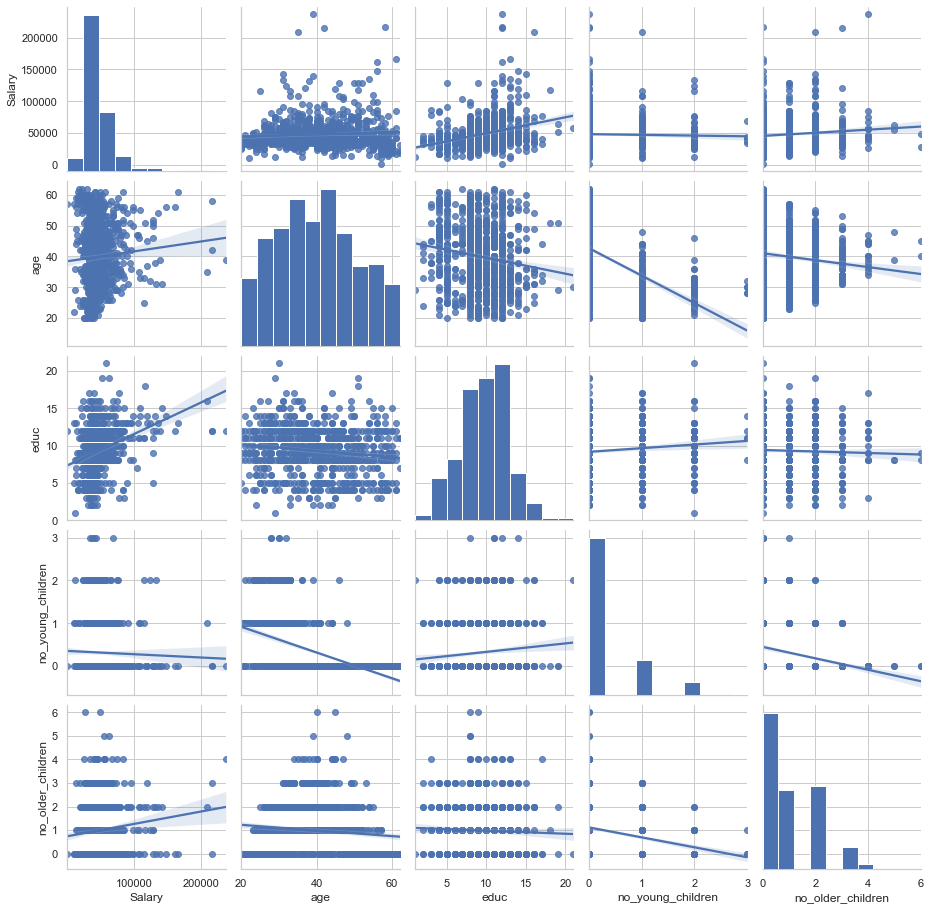 200000
150000
100000
50000
0
Salary
60
50
40
30
20
age
20
15
10
5
0
educ
3
2
1
0
no_young_children
6
5
4
3
2
1
0
no_older_children
100000 200000
20 40 60
5 10 15 20
0 1 2 3
0 2 4 6
Salary age educ no_young_children no_older_children